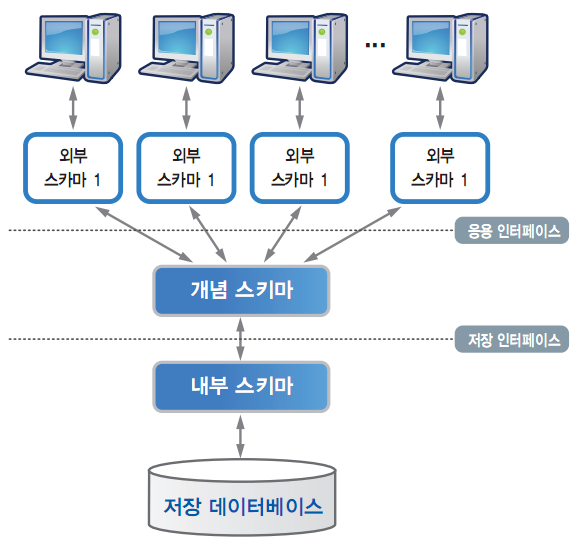 ...
외부
스카마 1
외부
스카마 1
외부
스카마 1
외부
스카마 1
응용 인터페이스
개념 스키마
저장 인터페이스
내부 스키마
저장 데이터베이스